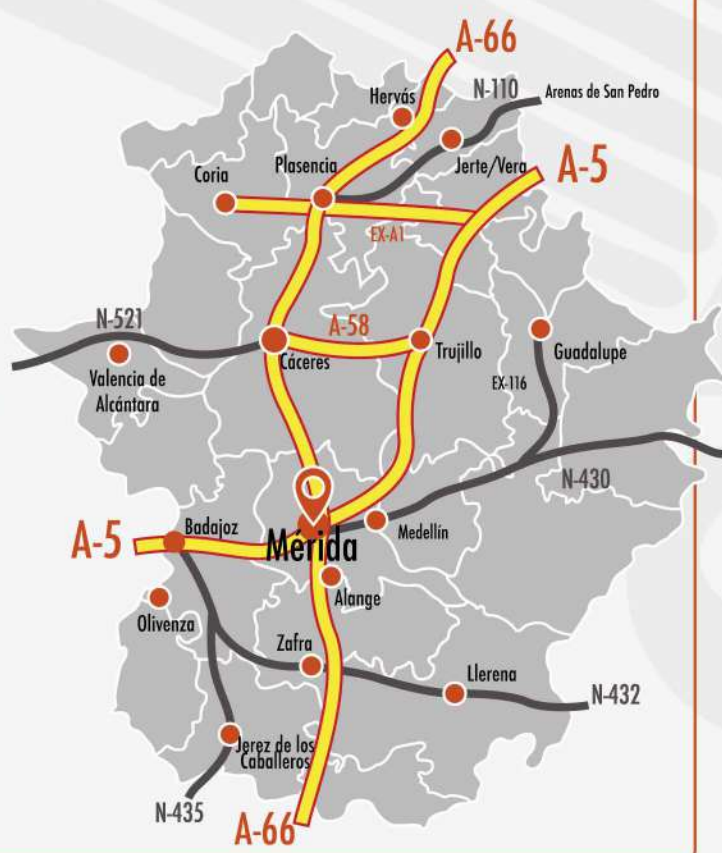 A-66
Hervás
N-110
Arenas de San Pedro
Plasencia
Jerte/Vera
A-5
Coria
EX-A1
N-521
A-58
Valencia de
Alcántara
Cáceres
Trujillo
Guadalupe
EX-116
N-430
Badajoz
A-5
Mérida
Medellín
Alange
Olivenza
Zafra
Llerena
N-432
Jerez de los
Caballeros
N-435
A-66